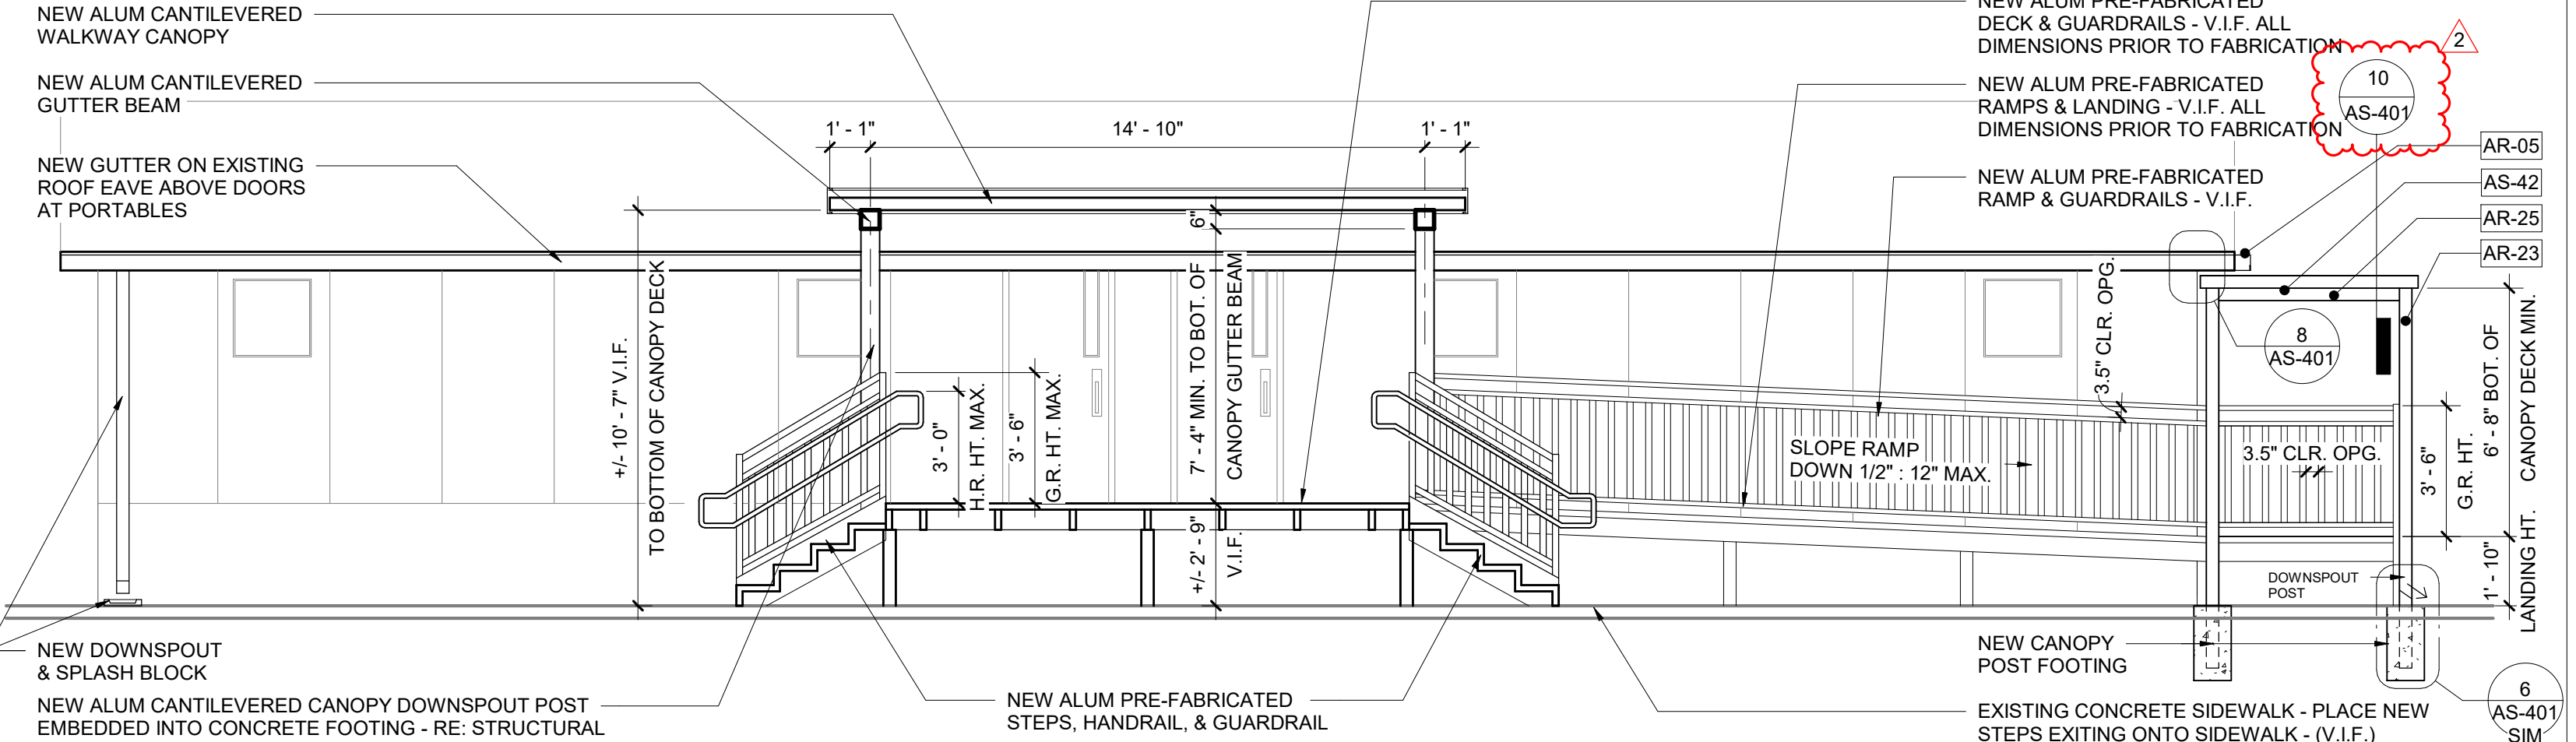 NEW ALUM CANTILEVERED
WALKWAY CANOPY
NEW ALUM CANTILEVERED
GUTTER BEAM
NEW GUTTER ON EXISTING
ROOF EAVE ABOVE DOORS
AT PORTABLES
NEW ALUM PRE-FABRICATED
DECK & GUARDRAILS - V.I.F. ALL
DIMENSIONS PRIOR TO FABRICATION
NEW ALUM PRE-FABRICATED
RAMPS & LANDING - V.I.F. ALL
DIMENSIONS PRIOR TO FABRICATION
NEW ALUM PRE-FABRICATED
RAMP & GUARDRAILS - V.I.F.
2
10
AS-401
AR-05
AS-42
AR-25
AR-23
1' - 1"
14' - 10"
1' - 1"
6"
+/- 10' - 7" V.I.F.
TO BOTTOM OF CANOPY DECK
3' - 0"
H.R. HT. MAX.
3' - 6"
G.R. HT. MAX.
7' - 4" MIN. TO BOT. OF
CANOPY GUTTER BEAM
+/- 2' - 9"
V.I.F.
3.5" CLR. OPG.
SLOPE RAMP
DOWN 1/2" : 12" MAX.
8
AS-401
3.5" CLR. OPG.
3' - 6"
G.R. HT.
6' - 8" BOT. OF
CANOPY DECK MIN.
1' - 10"
LANDING HT.
DOWNSPOUT
POST
NEW DOWNSPOUT
& SPLASH BLOCK
NEW ALUM CANTILEVERED CANOPY DOWNSPOUT POST
EMBEDDED INTO CONCRETE FOOTING - RE: STRUCTURAL
NEW ALUM PRE-FABRICATED
STEPS, HANDRAIL, & GUARDRAIL
NEW CANOPY
POST FOOTING
EXISTING CONCRETE SIDEWALK - PLACE NEW
STEPS EXITING ONTO SIDEWALK - (V.I.F.)
6
AS-401
SIM